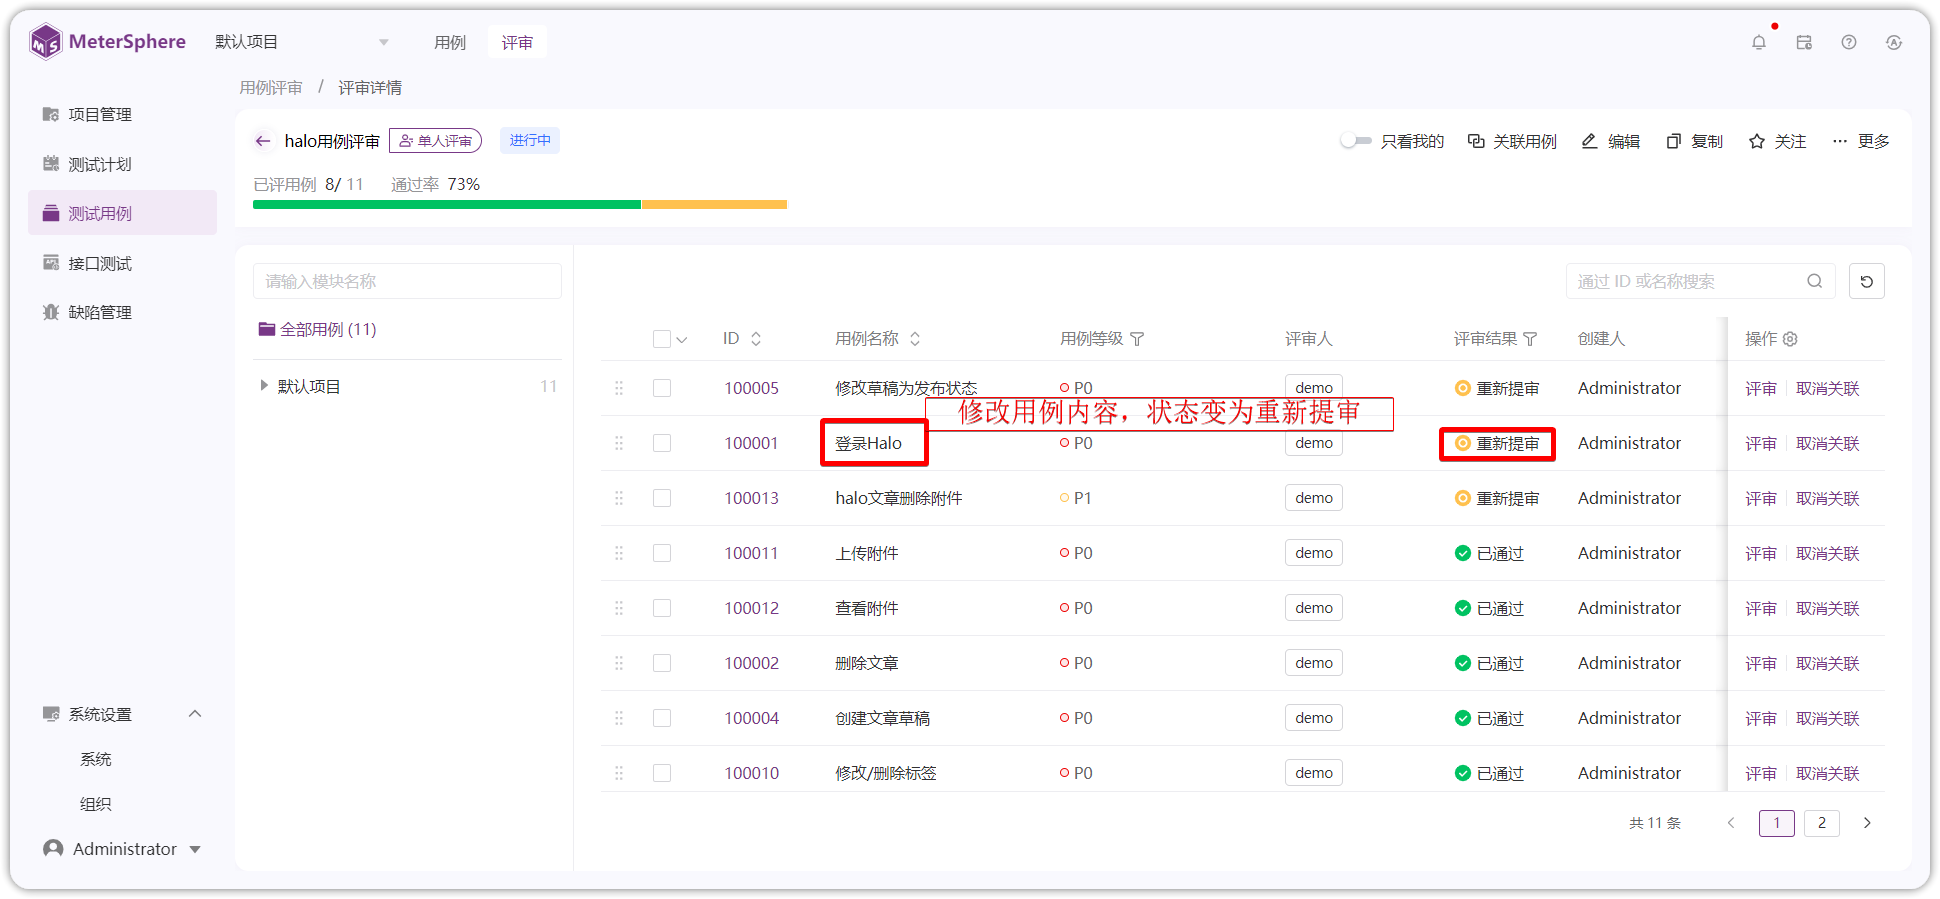 MeterSphere 默认项目 用例 评审
用例评审 / 评审详情
项目管理
测试计划
测试用例
接口测试
缺陷管理
系统设置
系统
组织
Administrator
halo用例评审 单人评审 进行中
只看我的 关联用例 编辑 复制 关注 更多
已评用例 8/ 11 通过率 73%
请输入模块名称
全部用例 (11)
默认项目 11
通过 ID 或名称搜索
ID 用例名称 用例等级 评审人 评审结果 创建人 操作
100005 修改草稿为发布状态 P0 demo 重新提审 Administrator 评审 取消关联
修改用例内容，状态变为重新提审
100001 登录Halo P0 demo 重新提审 Administrator 评审 取消关联
100013 halo文章删除附件 P1 demo 重新提审 Administrator 评审 取消关联
100011 上传附件 P0 demo 已通过 Administrator 评审 取消关联
100012 查看附件 P0 demo 已通过 Administrator 评审 取消关联
100002 删除文章 P0 demo 已通过 Administrator 评审 取消关联
100004 创建文章草稿 P0 demo 已通过 Administrator 评审 取消关联
100010 修改/删除标签 P0 demo 已通过 Administrator 评审 取消关联
共 11 条 1 2